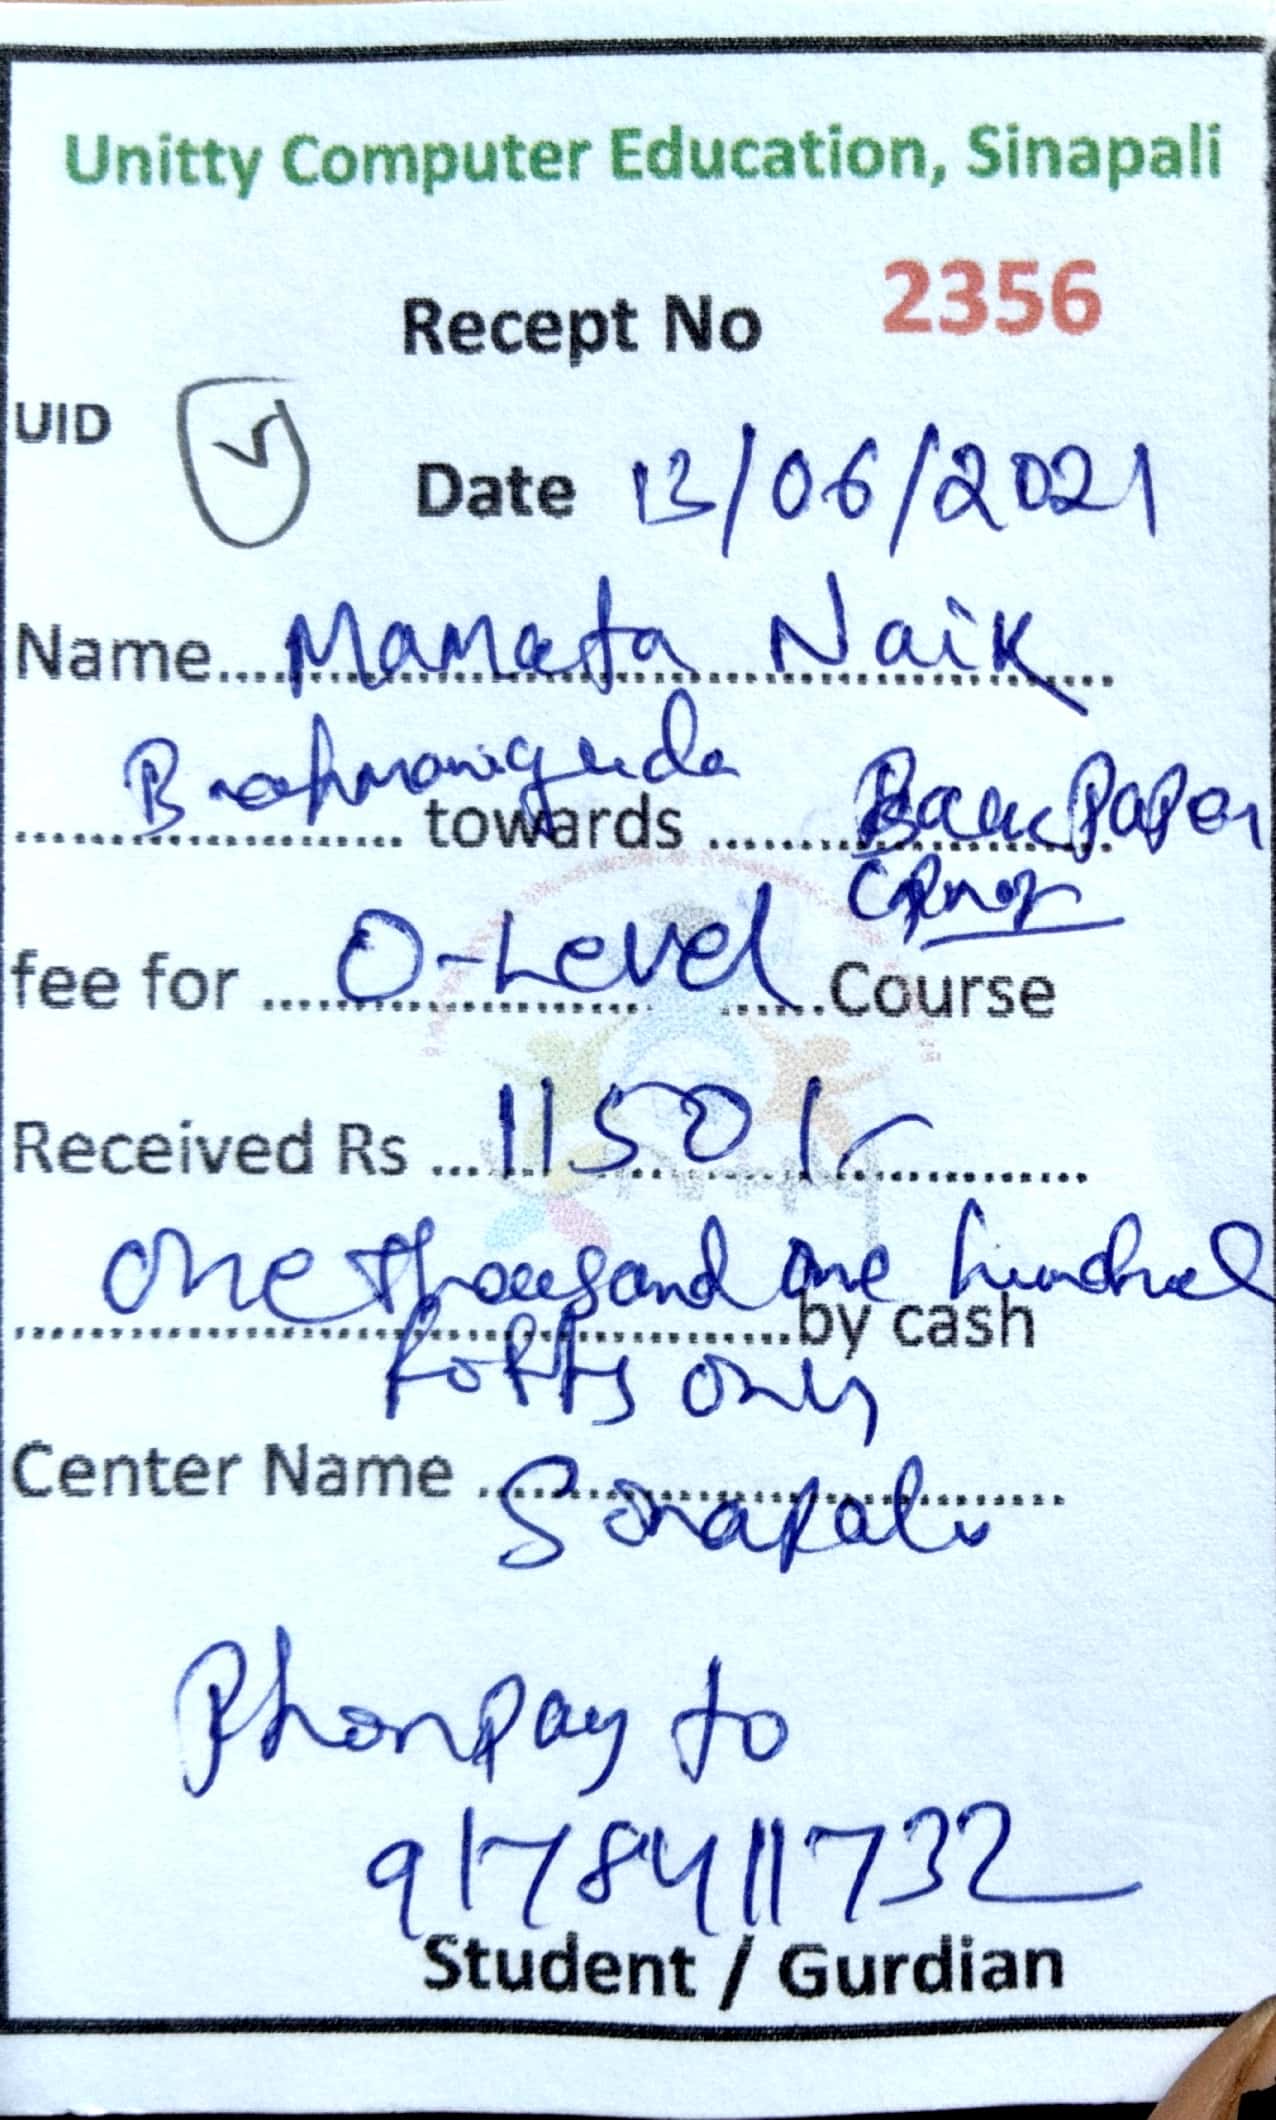 Unitty Computer Education, Sinapali
Recept No 2356
UID
Date 13/06/2021
Name....Mamata Naik....
Brahmaniguda towards Back Paper
fee for O-Level Course
Received Rs 1150/-
One thousand one hundred
by cash
only
Center Name Sinapali
Phonpay to
9178411732
Student / Gurdian